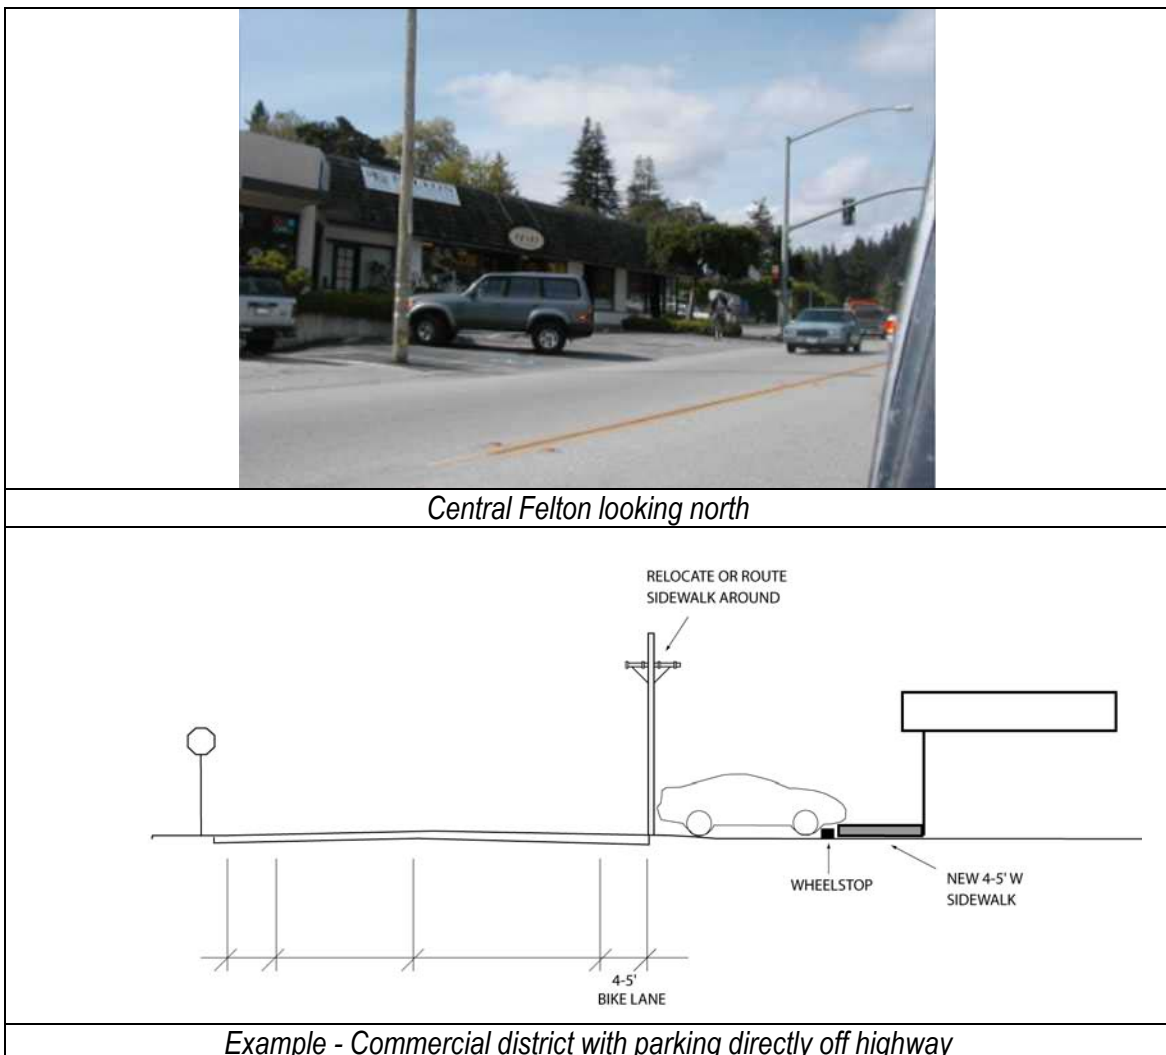 Central Felton looking north
RELOCATE OR ROUTE
SIDEWALK AROUND
WHEELSTOP
NEW 4-5' W
SIDEWALK
4-5'
BIKE LANE
Example - Commercial district with parking directly off highway